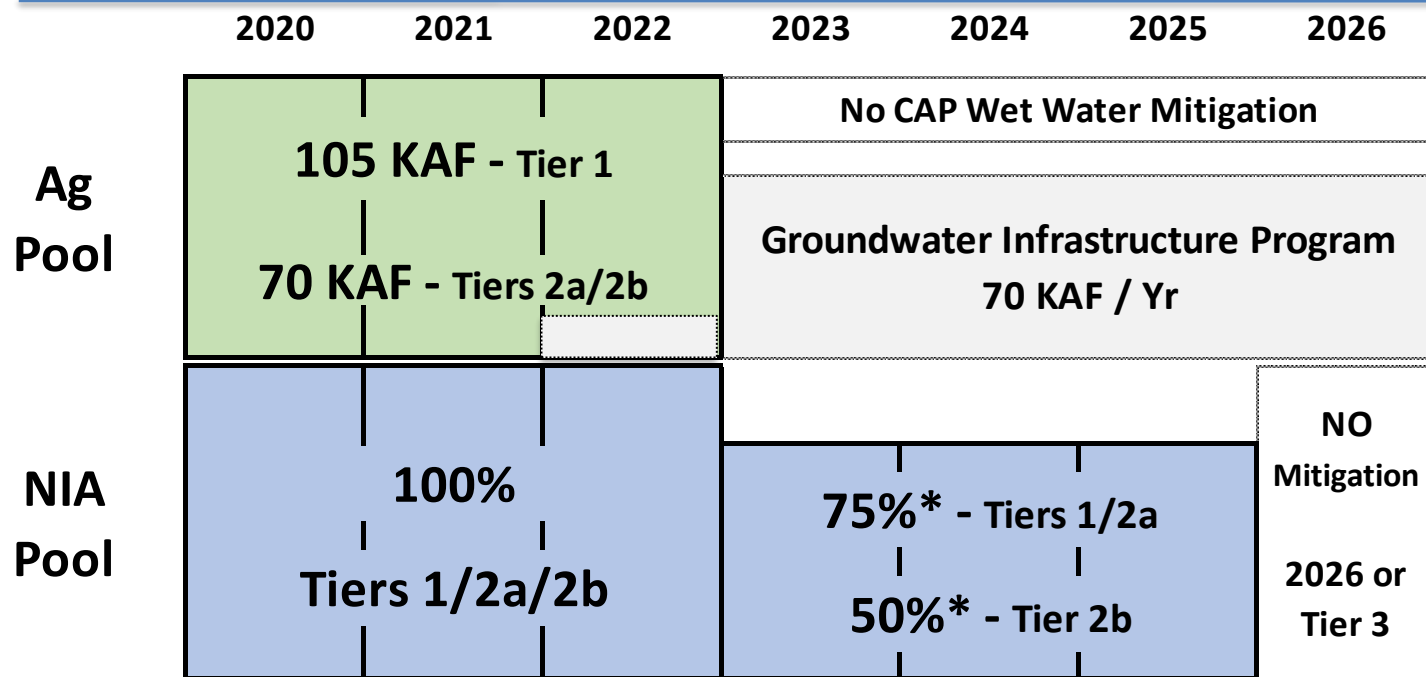 2020 2021 2022 2023 2024 2025 2026
Ag
Pool
105 KAF - Tier 1
70 KAF - Tiers 2a/2b
No CAP Wet Water Mitigation
Groundwater Infrastructure Program
70 KAF / Yr
NIA
Pool
100%
Tiers 1/2a/2b
75%* - Tiers 1/2a
50%* - Tier 2b
NO
Mitigation
2026 or
Tier 3